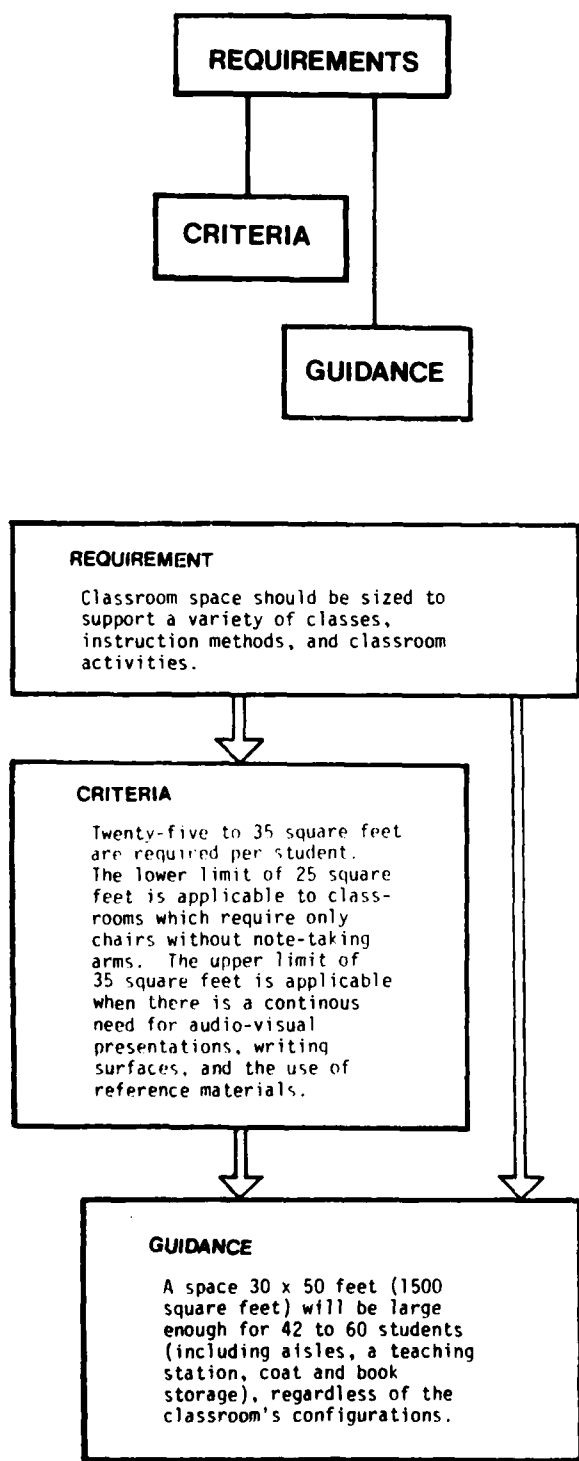 REQUIREMENTS
CRITERIA
GUIDANCE
REQUIREMENT
Classroom space should be sized to
support a variety of classes,
instruction methods, and classroom
activities.
CRITERIA
Twenty-five to 35 square feet
are required per student.
The lower limit of 25 square
feet is applicable to class-
rooms which require only
chairs without note-taking
arms. The upper limit of
35 square feet is applicable
when there is a continous
need for audio-visual
presentations, writing
surfaces, and the use of
reference materials.
GUIDANCE
A space 30 x 50 feet (1500
square feet) will be large
enough for 42 to 60 students
(including aisles, a teaching
station, coat and book
storage), regardless of the
classroom's configurations.